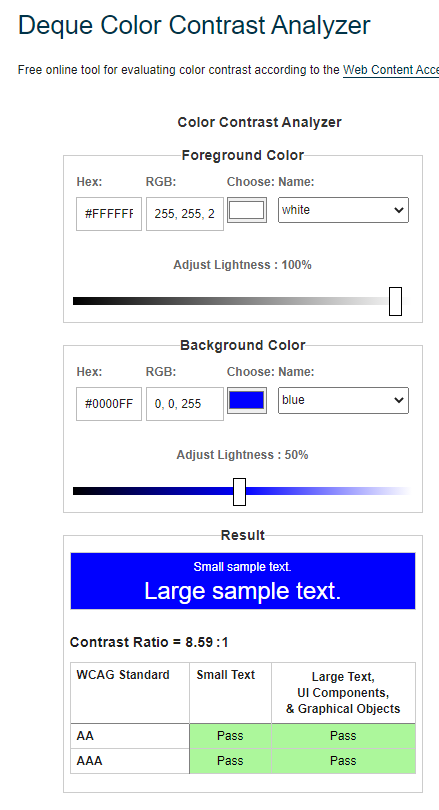 Deque Color Contrast Analyzer
Free online tool for evaluating color contrast according to the Web Content Acce
Color Contrast Analyzer
Foreground Color
Hex: RGB: Choose: Name:
#FFFFFF 255, 255, 2 white
Adjust Lightness : 100%
Background Color
Hex: RGB: Choose: Name:
#0000FF 0, 0, 255 blue
Adjust Lightness : 50%
Result
Small sample text.
Large sample text.
Contrast Ratio = 8.59 :1
WCAG Standard Small Text Large Text,
UI Components,
& Graphical Objects
AA Pass Pass
AAA Pass Pass